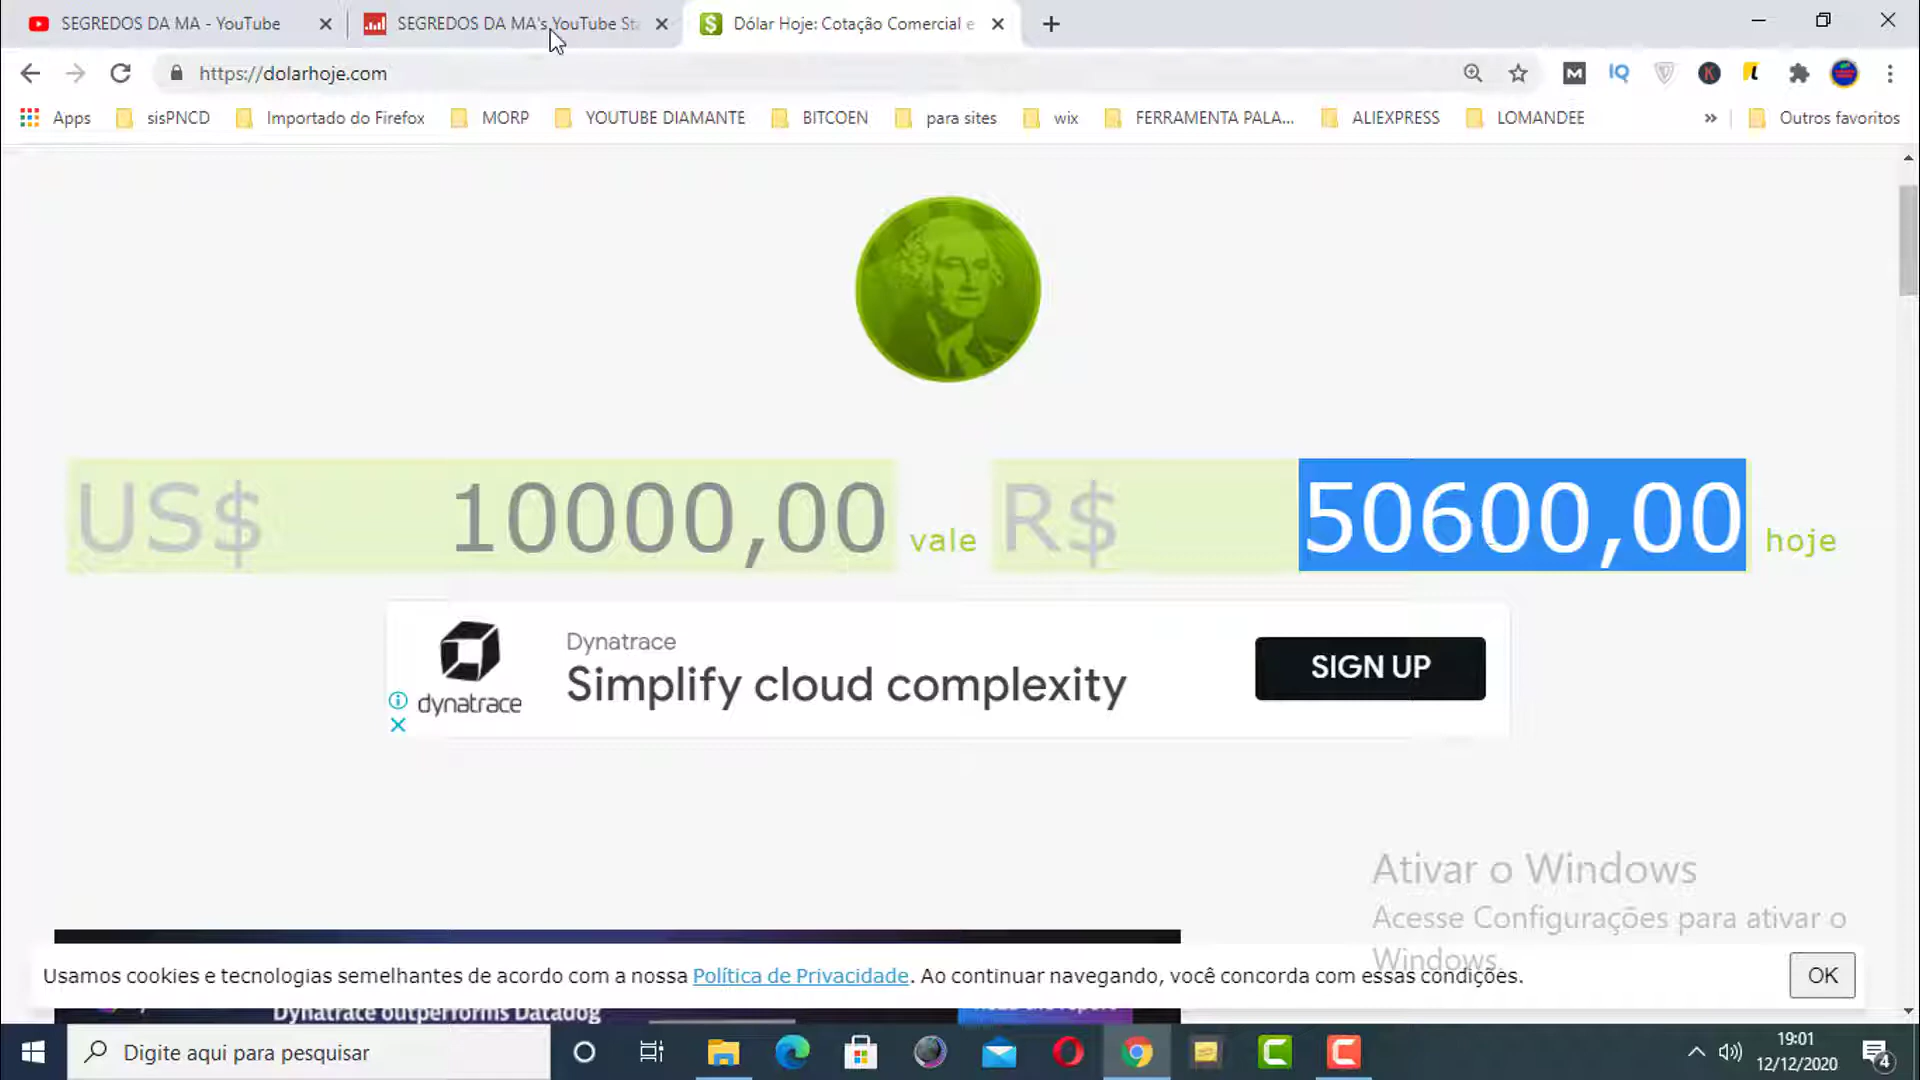 SEGREDOS DA MA - YouTube
SEGREDOS DA MA's YouTube Sta
Dólar Hoje: Cotação Comercial e
https://dolarhoje.com
Apps
sisPNCD
Importado do Firefox
MORP
YOUTUBE DIAMANTE
BITCOEN
para sites
wix
FERRAMENTA PALA...
ALIEXPRESS
LOMANDEE
»
Outros favoritos
US$ 10000,00 vale R$ 50600,00 hoje
Dynatrace
Simplify cloud complexity
dynatrace
SIGN UP
Ativar o Windows
Acesse Configurações para ativar o
Windows.
Usamos cookies e tecnologias semelhantes de acordo com a nossa Política de Privacidade. Ao continuar navegando, você concorda com essas condições.
OK
Dynatrace outperforms Datadog
Digite aqui para pesquisar
19:01
12/12/2020
4